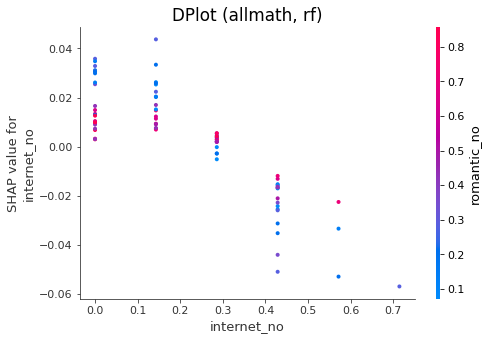 DPlot (allmath, rf)
SHAP value for
internet_no
0.04
0.02
0.00
−0.02
−0.04
−0.06
0.0 0.1 0.2 0.3 0.4 0.5 0.6 0.7
internet_no
0.8
0.7
0.6
0.5
0.4
0.3
0.2
0.1
romantic_no